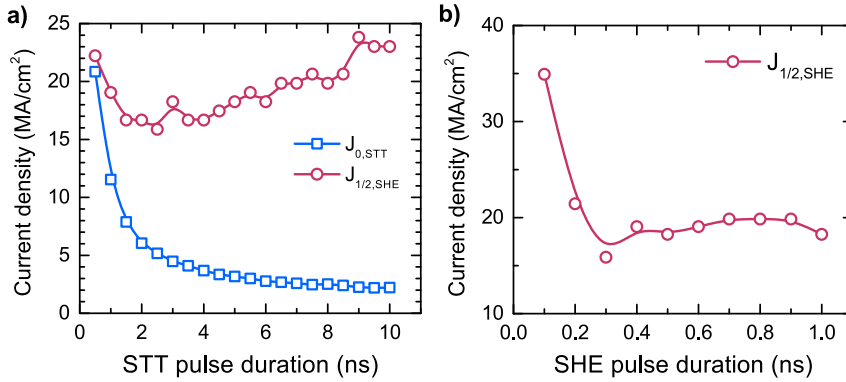 a)
Current density (MA/cm²)
25
20
15
10
5
0
J0,STT
J1/2,SHE
0 2 4 6 8 10
STT pulse duration (ns)
b)
Current density (MA/cm²)
40
30
20
10
J1/2,SHE
0.0 0.2 0.4 0.6 0.8 1.0
SHE pulse duration (ns)